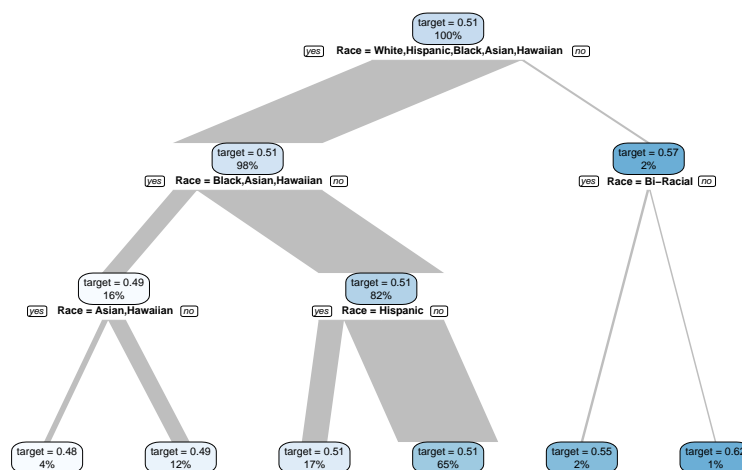 target = 0.51
100%
yes Race = White,Hispanic,Black,Asian,Hawaiian no
target = 0.51
98%
yes Race = Black,Asian,Hawaiian no
target = 0.57
2%
yes Race = Bi−Racial no
target = 0.49
16%
yes Race = Asian,Hawaiian no
target = 0.51
82%
yes Race = Hispanic no
target = 0.48
4%
target = 0.49
12%
target = 0.51
17%
target = 0.51
65%
target = 0.55
2%
target = 0.62
1%